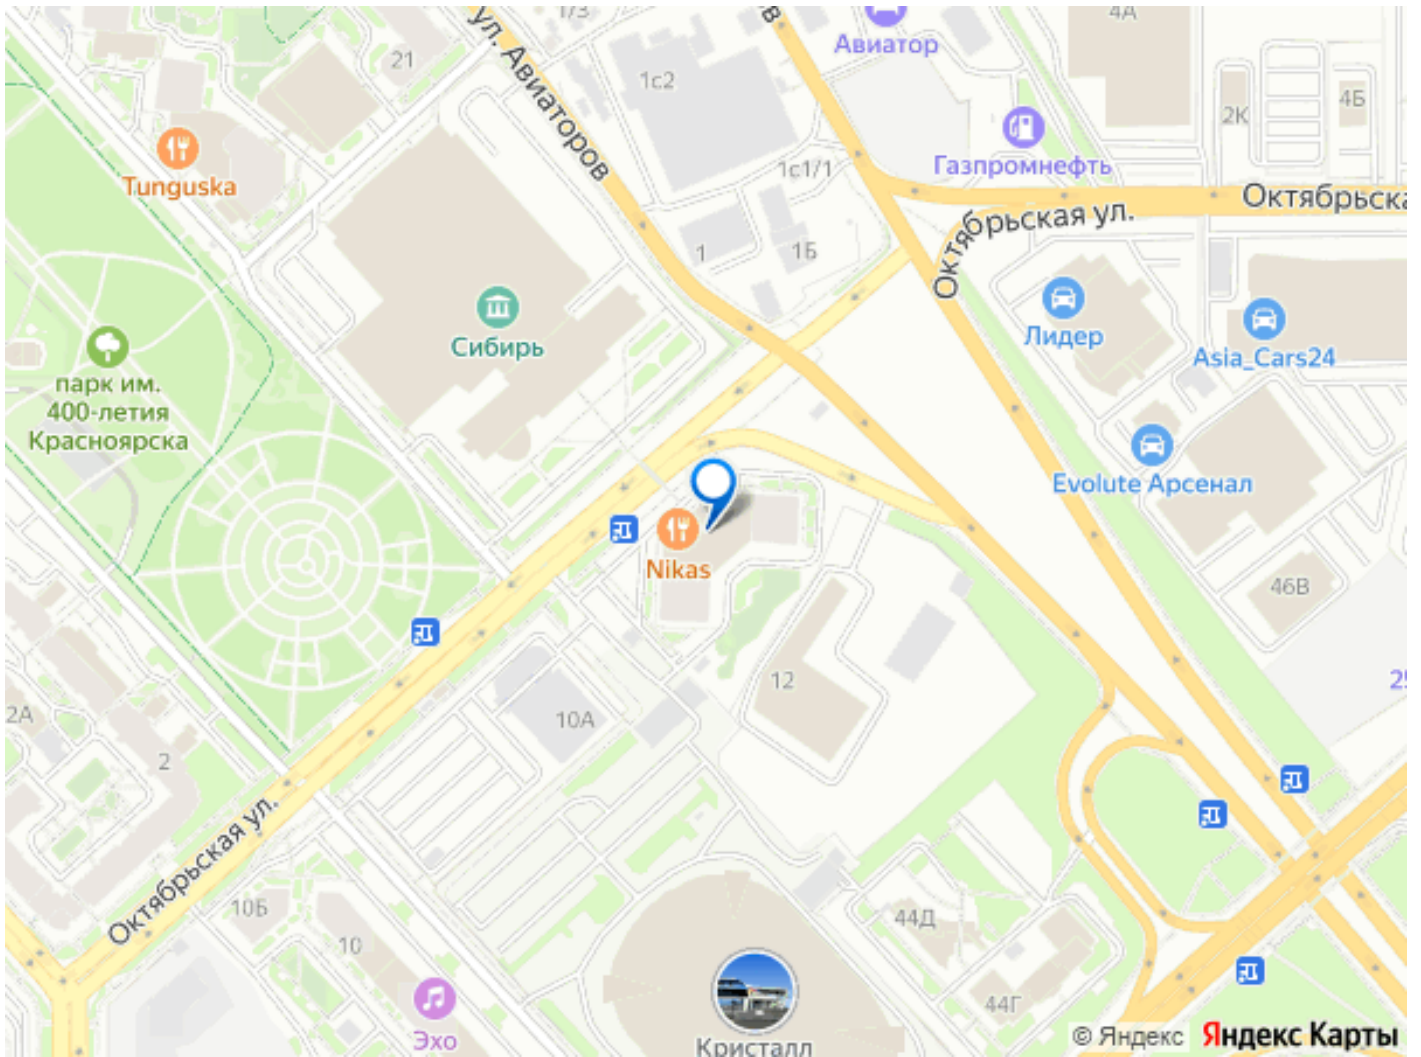 1/3
4А
Авиатор
ул. Авиаторов
21
1с2
4Б
2К
Газпромнефть
Tunguska
1с1/1
Октябрьска
Октябрьская ул.
1
1Б
Сибирь
Лидер
Asia_Cars24
парк им.
400-летия
Красноярска
Evolute Арсенал
Nikas
46В
12
2А
10А
2
Октябрьская ул.
10Б
10
44Д
44Г
Эхо
Кристалл
© Яндекс Яндекс Карты